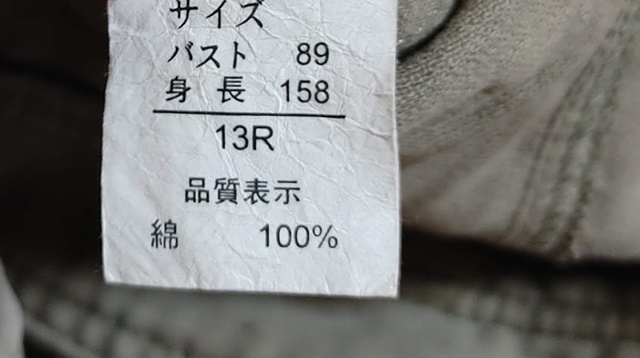 サイズ
バスト 89
身長 158
13R
品質表示
綿 100%